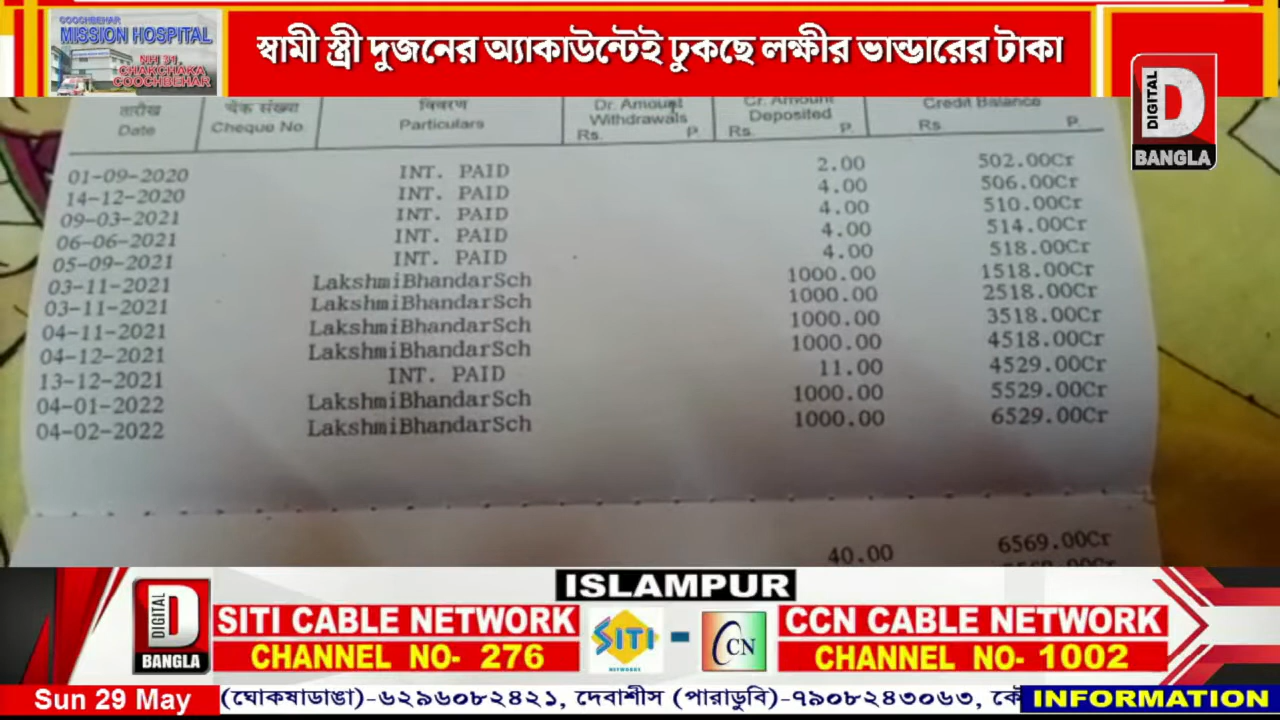 COOCHBEHAR
MISSION HOSPITAL
NH 31
CHAKCHAKA
COOCHBEHAR
স্বামী স্ত্রী দুজনের অ্যাকাউন্টেই ঢুকছে লক্ষীর ভান্ডারের টাকা
DIGITAL
D
BANGLA
तारीख चेक संख्या विवरण
Date Cheque No. Particulars Dr. Amount Withdrawals Rs. P. Cr. Amount Deposited Rs. P. Credit Balance Rs P.
01-09-2020 INT. PAID 2.00 502.00Cr
14-12-2020 INT. PAID 4.00 506.00Cr
09-03-2021 INT. PAID 4.00 510.00Cr
06-06-2021 INT. PAID 4.00 514.00Cr
05-09-2021 INT. PAID 4.00 518.00Cr
03-11-2021 LakshmiBhandarSch 1000.00 1518.00Cr
03-11-2021 LakshmiBhandarSch 1000.00 2518.00Cr
04-11-2021 LakshmiBhandarSch 1000.00 3518.00Cr
04-12-2021 LakshmiBhandarSch 1000.00 4518.00Cr
13-12-2021 INT. PAID 11.00 4529.00Cr
04-01-2022 LakshmiBhandarSch 1000.00 5529.00Cr
04-02-2022 LakshmiBhandarSch 1000.00 6529.00Cr
40.00 6569.00Cr
ISLAMPUR
DIGITAL
D
BANGLA
SITI CABLE NETWORK
CHANNEL NO- 276
SITI
NETWORKS
CCN
CCN CABLE NETWORK
CHANNEL NO- 1002
Sun 29 May (ঘোকষাডাঙা)-৬২৯৬০৮২৪২১, দেবাশীস (পারাডুবি)-৭৯০৮২৪৩০৬৩, কৌ INFORMATION